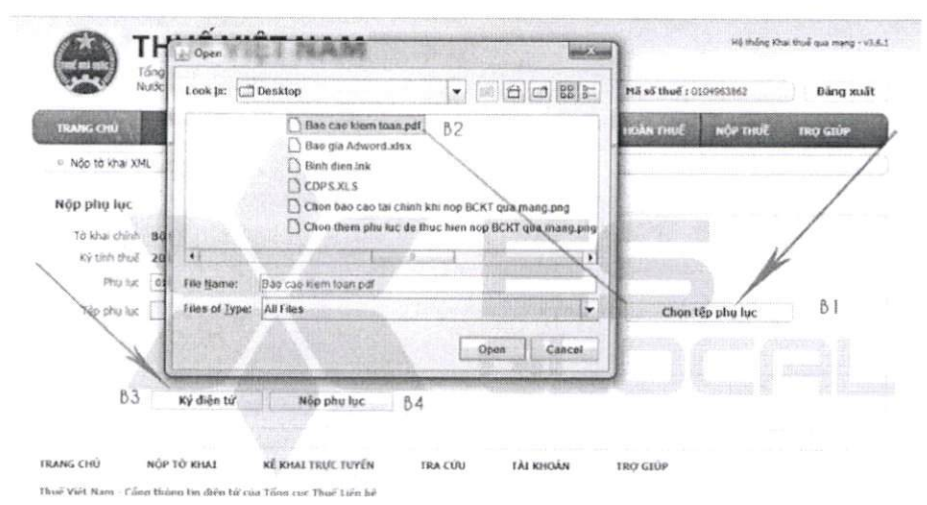 THUẾ VIỆT NAM
Hệ thống Khai thuế qua mạng - v3.6.1
Tổng
Nước
Mã số thuế : 0104963862
Đăng xuất
TRANG CHỦ
HOÀN THUẾ
NỘP THUẾ
TRỢ GIÚP
Nộp tờ khai XML
Open
Look In:
Desktop
Bao cao kiem toan.pdf
B2
Bao gia Adword.xlsx
Binh dien.lnk
CDPS.XLS
Chon bao cao tai chinh khi nop BCKT qua mang.png
Chon them phu luc de thuc hien nop BCKT qua mang.png
File Name:
Bao cao kiem toan.pdf
Files of Type:
All Files
Open
Cancel
Nộp phụ lục
Tờ khai chính
Kỳ tính thuế
Phụ lục
Tệp phụ lục
Chọn tệp phụ lục
B1
B3
Ký điện tử
Nộp phụ lục
B4
TRANG CHỦ
NỘP TỜ KHAI
KÊ KHAI TRỰC TUYẾN
TRA CỨU
TÀI KHOẢN
TRỢ GIÚP
Thuế Việt Nam - Cổng thông tin điện tử của Tổng cục Thuế Liên hệ